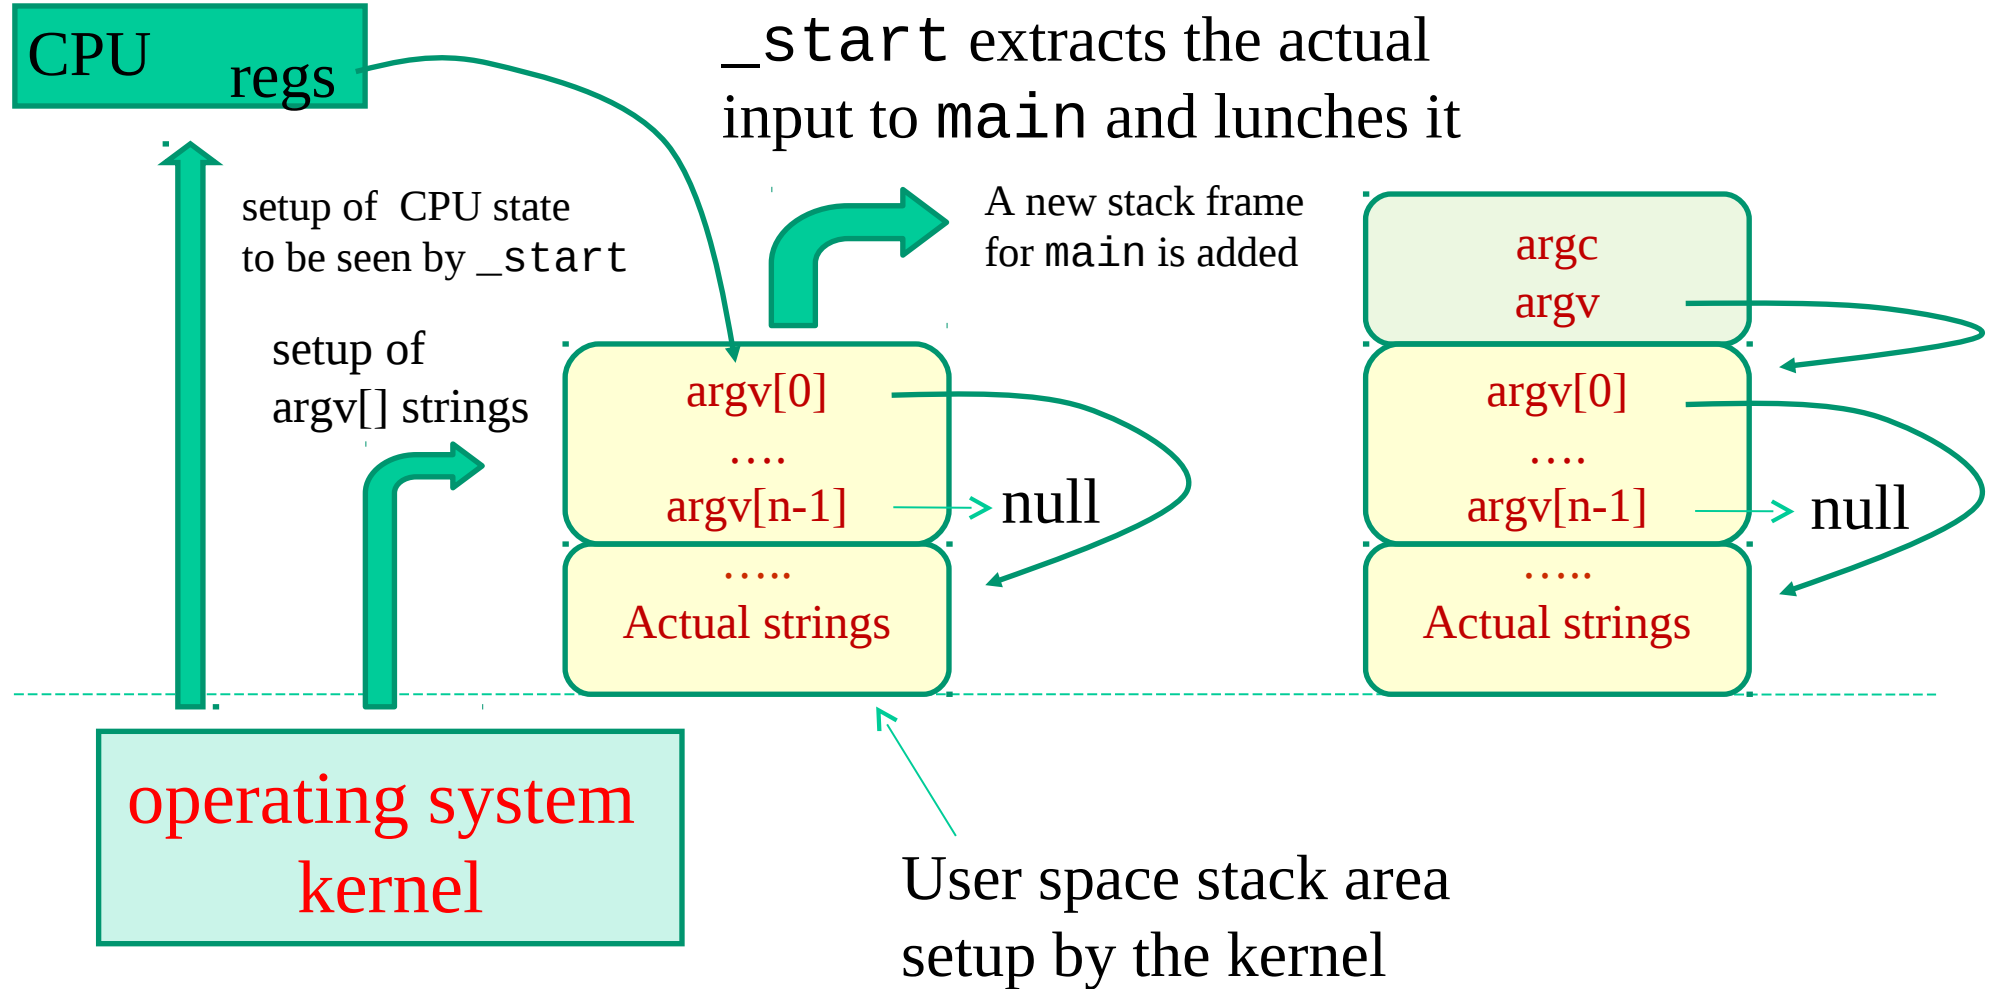 CPU
regs
_start extracts the actual
input to main and lunches it
setup of  CPU state
to be seen by _start
A new stack frame
for main is added
setup of
argv[] strings
argv[0]
....
argv[n-1]
null
.....
Actual strings
argc
argv
argv[0]
....
argv[n-1]
null
.....
Actual strings
operating system
kernel
User space stack area
setup by the kernel